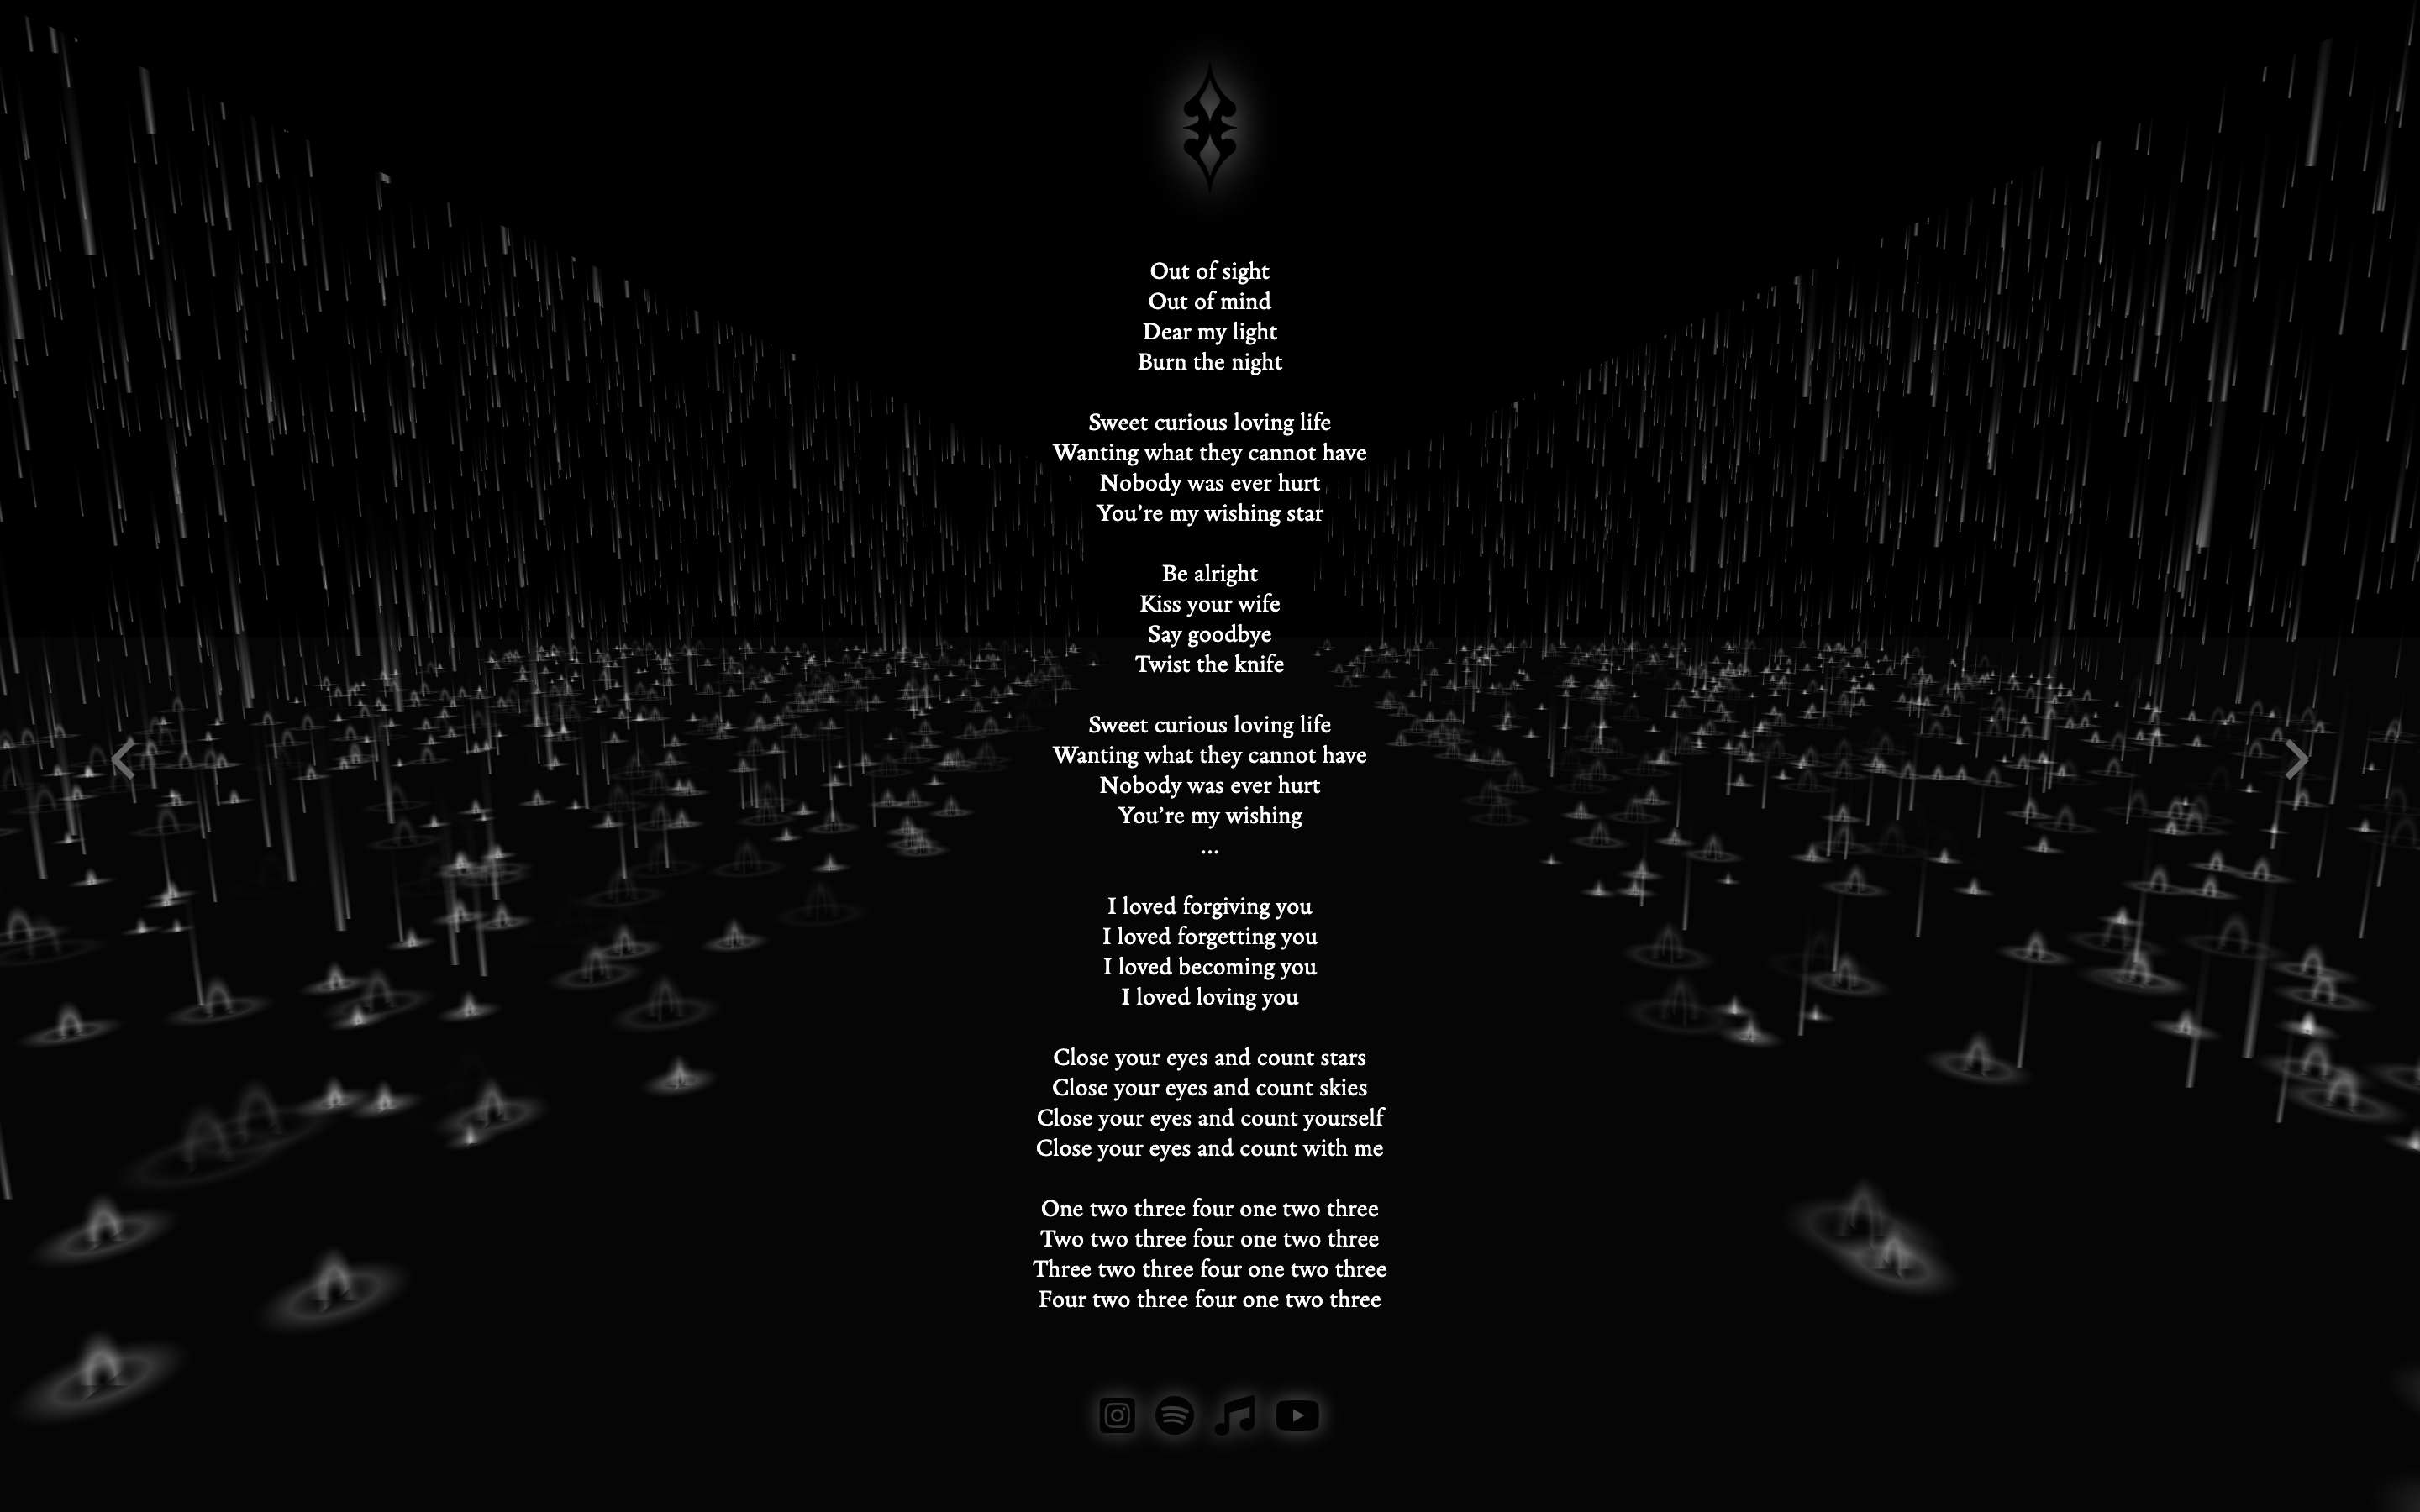 Out of sight
Out of mind
Dear my light
Burn the night
Sweet curious loving life
Wanting what they cannot have
Nobody was ever hurt
You're my wishing star
Be alright
Kiss your wife
Say goodbye
Twist the knife
Sweet curious loving life
Wanting what they cannot have
Nobody was ever hurt
You're my wishing
...
I loved forgiving you
I loved forgetting you
I loved becoming you
I loved loving you
Close your eyes and count stars
Close your eyes and count skies
Close your eyes and count yourself
Close your eyes and count with me
One two three four one two three
Two two three four one two three
Three two three four one two three
Four two three four one two three